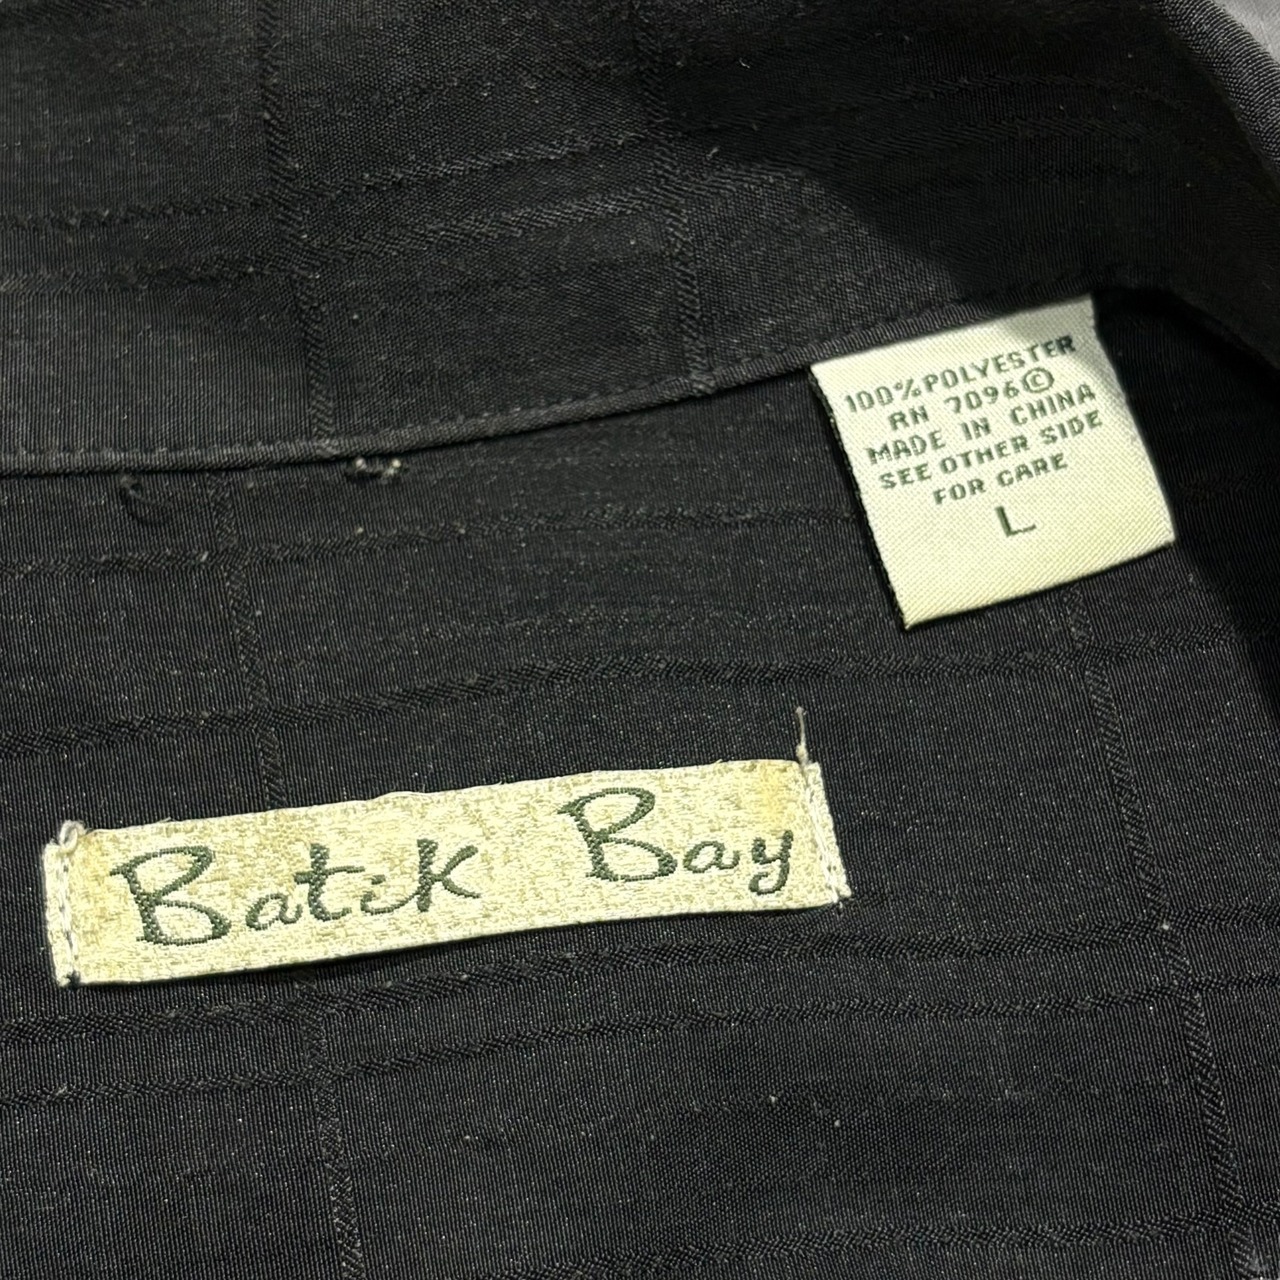 100% POLYESTER
RN 7096©
MADE IN CHINA
SEE OTHER SIDE
FOR CARE
L
Batik Bay